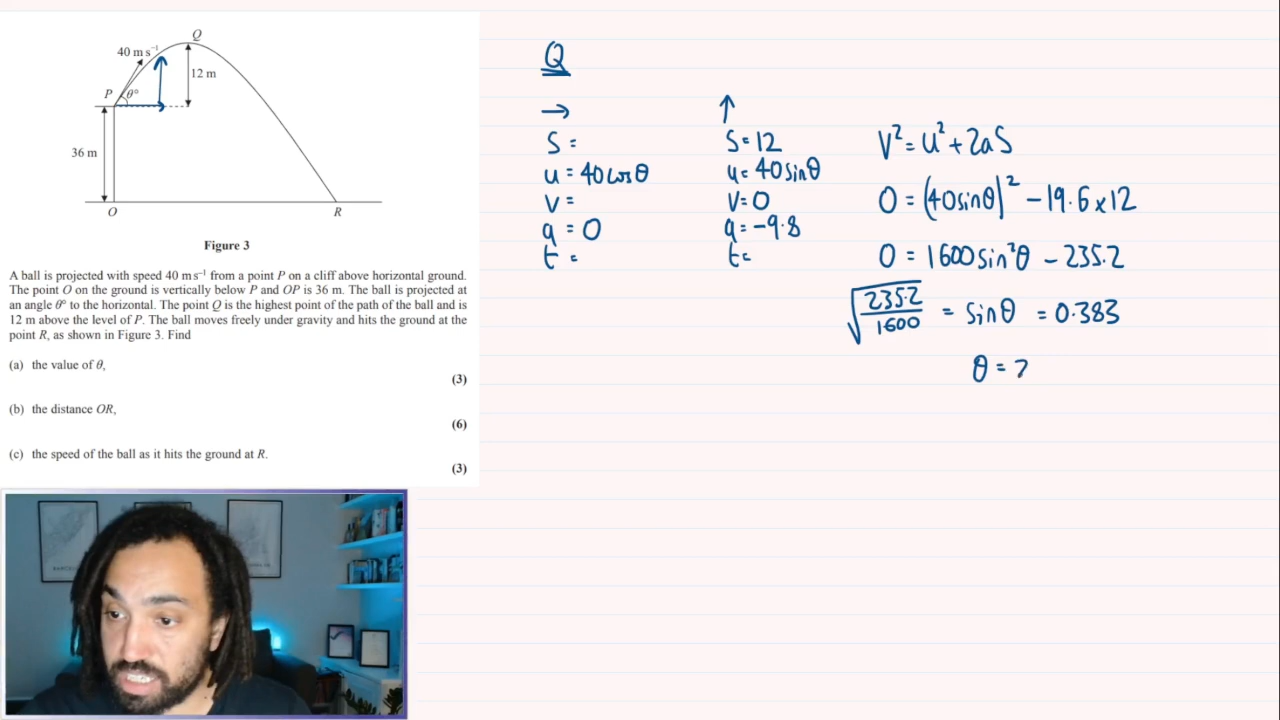 Q
40 m s⁻¹
12 m
P
θ°
36 m
O
R
Figure 3
A ball is projected with speed 40 m s⁻¹ from a point P on a cliff above horizontal ground.
The point O on the ground is vertically below P and OP is 36 m. The ball is projected at
an angle θ° to the horizontal. The point Q is the highest point of the path of the ball and is
12 m above the level of P. The ball moves freely under gravity and hits the ground at the
point R, as shown in Figure 3. Find
(a) the value of θ,
(3)
(b) the distance OR,
(6)
(c) the speed of the ball as it hits the ground at R.
(3)
Q
→
S =
u = 40cosθ
v =
a = 0
t =
↑
S = 12
u = 40sinθ
v = 0
a = -9.8
t =
V² = u² + 2aS
0 = (40sinθ)² - 19.6 x 12
0 = 1600sin²θ - 235.2
√(235.2/1600) = sinθ = 0.383
θ = 2